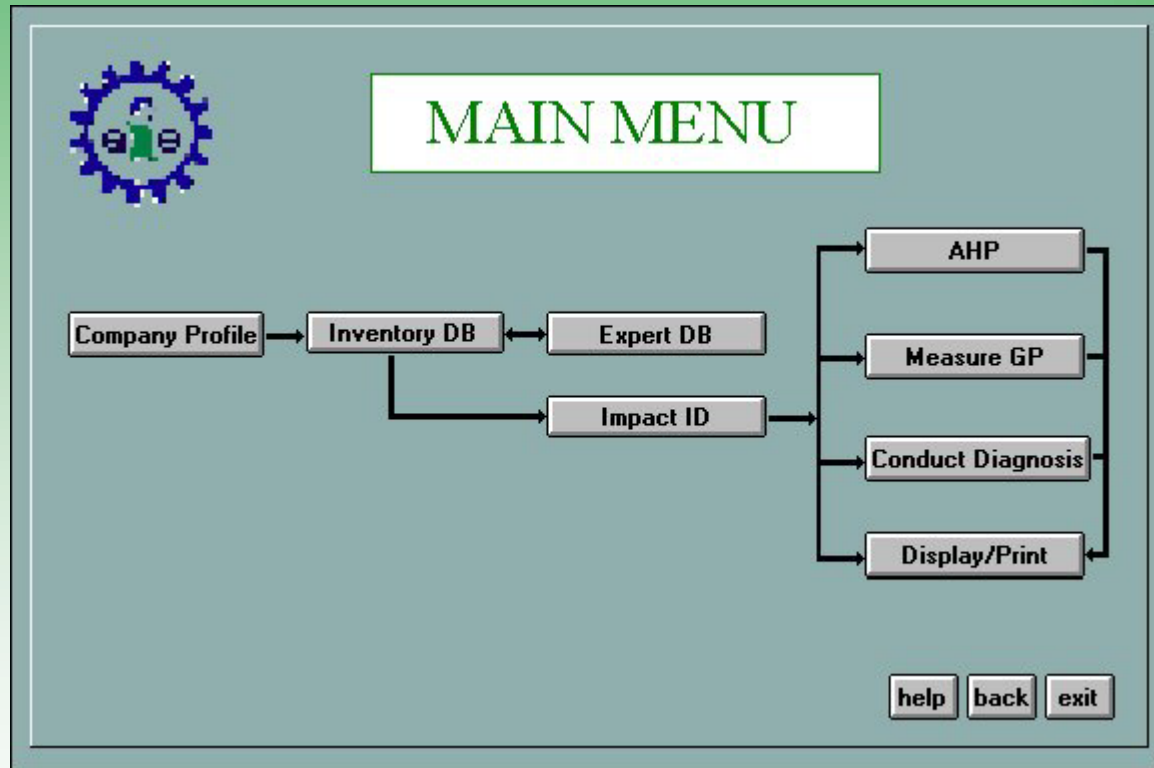 MAIN MENU
AHP
Company Profile
Inventory DB
Expert DB
Measure GP
Impact ID
Conduct Diagnosis
Display/Print
help
back
exit